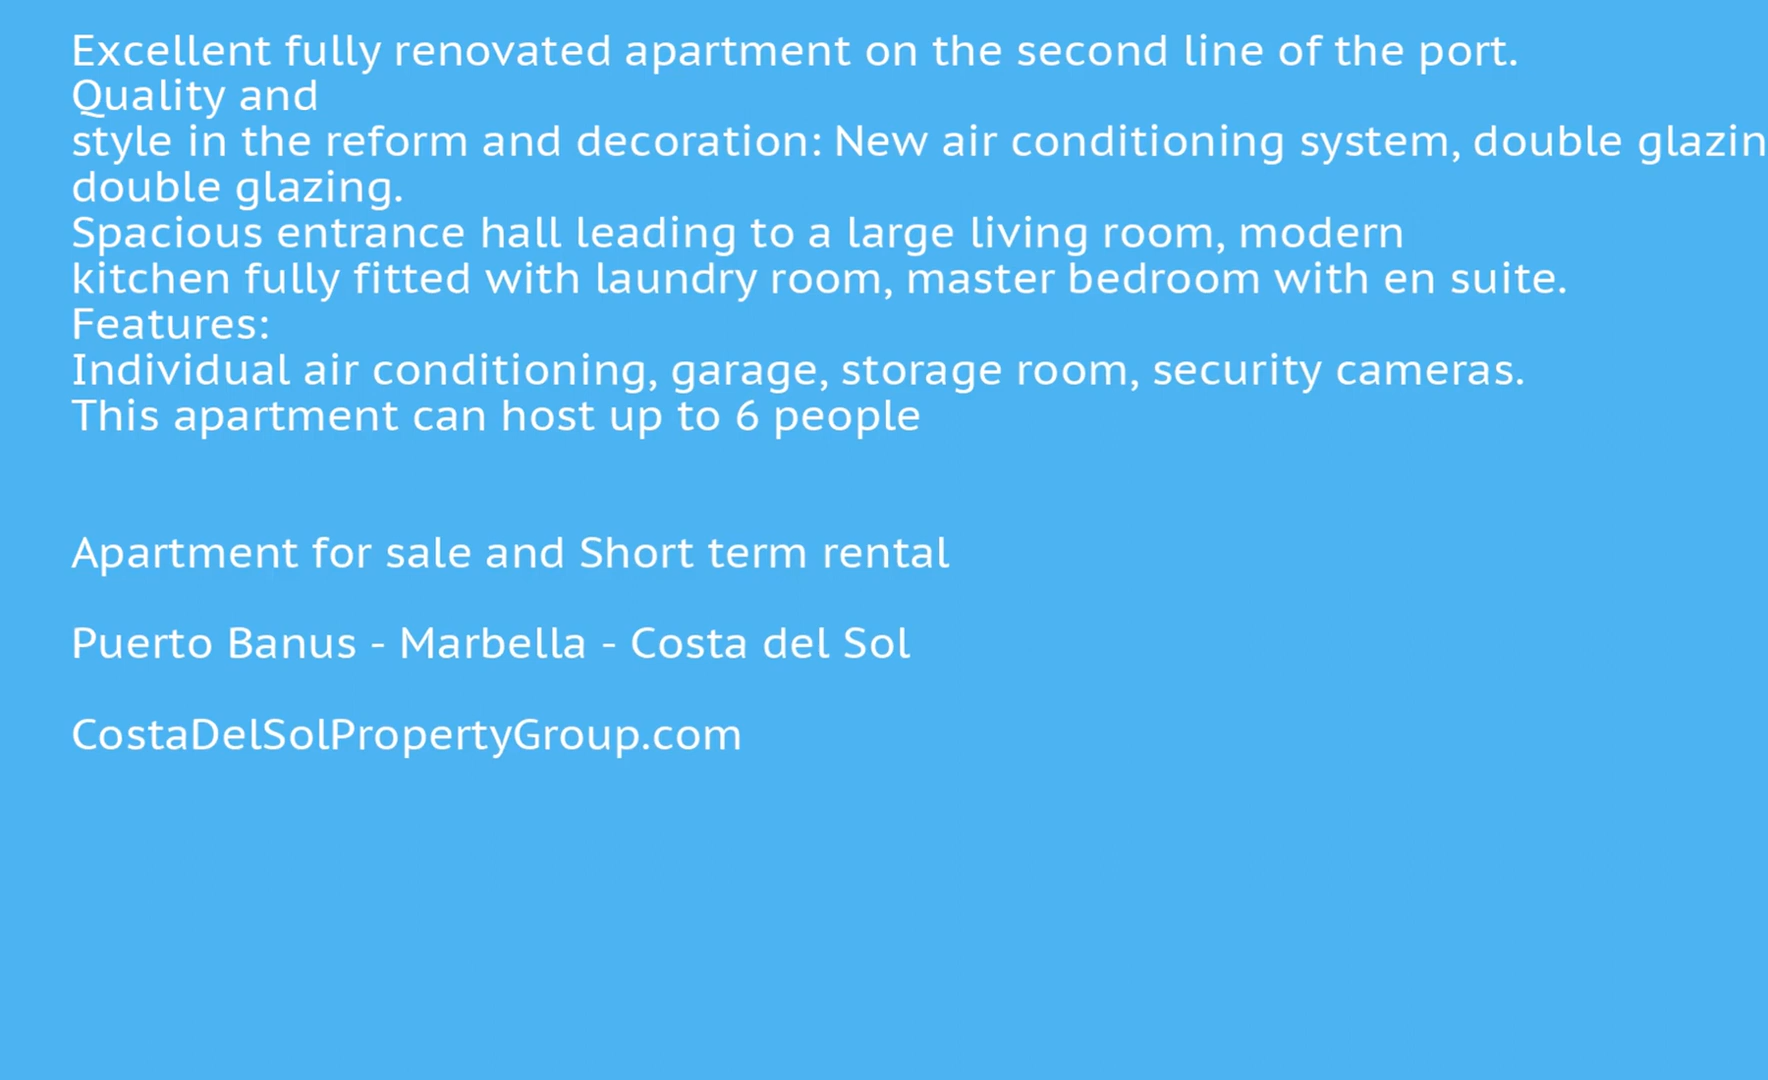 Excellent fully renovated apartment on the second line of the port.
Quality and
style in the reform and decoration: New air conditioning system, double glazin
double glazing.
Spacious entrance hall leading to a large living room, modern
kitchen fully fitted with laundry room, master bedroom with en suite.
Features:
Individual air conditioning, garage, storage room, security cameras.
This apartment can host up to 6 people
Apartment for sale and Short term rental
Puerto Banus - Marbella - Costa del Sol
CostaDelSolPropertyGroup.com